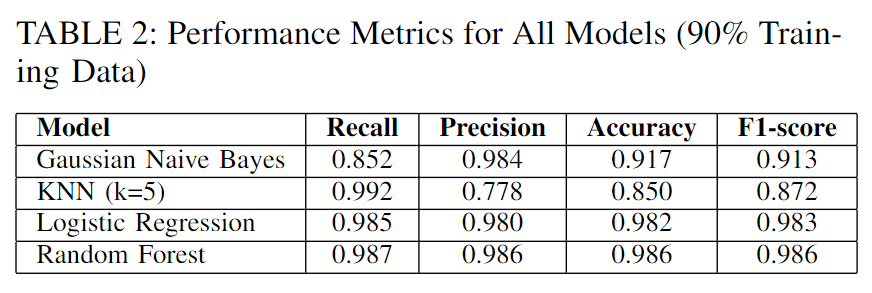 TABLE 2: Performance Metrics for All Models (90% Train-
ing Data)
Model Recall Precision Accuracy F1-score
Gaussian Naive Bayes 0.852 0.984 0.917 0.913
KNN (k=5) 0.992 0.778 0.850 0.872
Logistic Regression 0.985 0.980 0.982 0.983
Random Forest 0.987 0.986 0.986 0.986